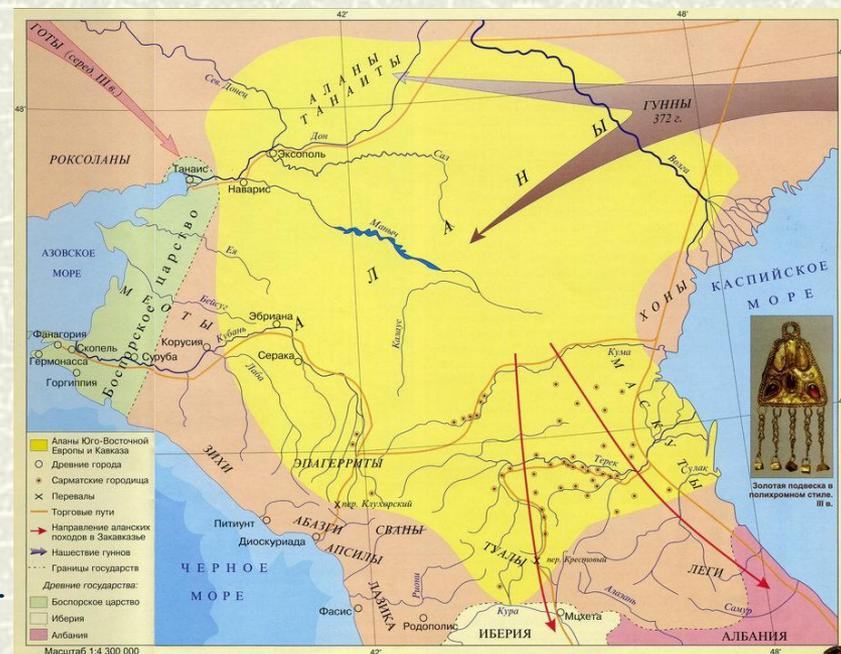 42°
48°
ГОТЫ (серед. III в.)
Сев. Донец
АЛАНЫ
ТАНАИТЫ
ГУННЫ
372 г.
48°
РОКСОЛАНЫ
Дон
Эксополь
Сал
Волга
Танаис
Наварис
А Л А Н Ы
Маныч
АЗОВСКОЕ
МОРЕ
Боспорское царство
Ея
МЕОТЫ
Бейсуг
КАСПИЙСКОЕ
МОРЕ
ХОНЫ
Эбриана
Кубань
Корусия
Фанагория
Скопель
Суруба
Гермонасса
Горгиппия
Серака
Лаба
Калаус
Кума
МАСКУТЫ
Терек
Сулак
Золотая подвеска в
полихромном стиле.
III в.
ЗИХИ
ЭПАГЕРРИТЫ
пер. Клухорский
Питиунт
АБАЗГИ
СВАНЫ
Диоскуриада
АПСИЛЫ
ТУАЛЫ
пер. Крестовый
ЛЕГИ
ЧЕРНОЕ
МОРЕ
ЛАЗИКА
Риони
Алазань
Самур
Фасис
Родополис
Кура
Мцхета
ИБЕРИЯ
АЛБАНИЯ
Аланы Юго-Восточной
Европы и Кавказа
Древние города
Сарматские городища
Перевалы
Торговые пути
Направление аланских
походов в Закавказье
Нашествие гуннов
Границы государств
Древние государства:
Боспорское царство
Иберия
Албания
Масштаб 1:4 300 000
42°
48°